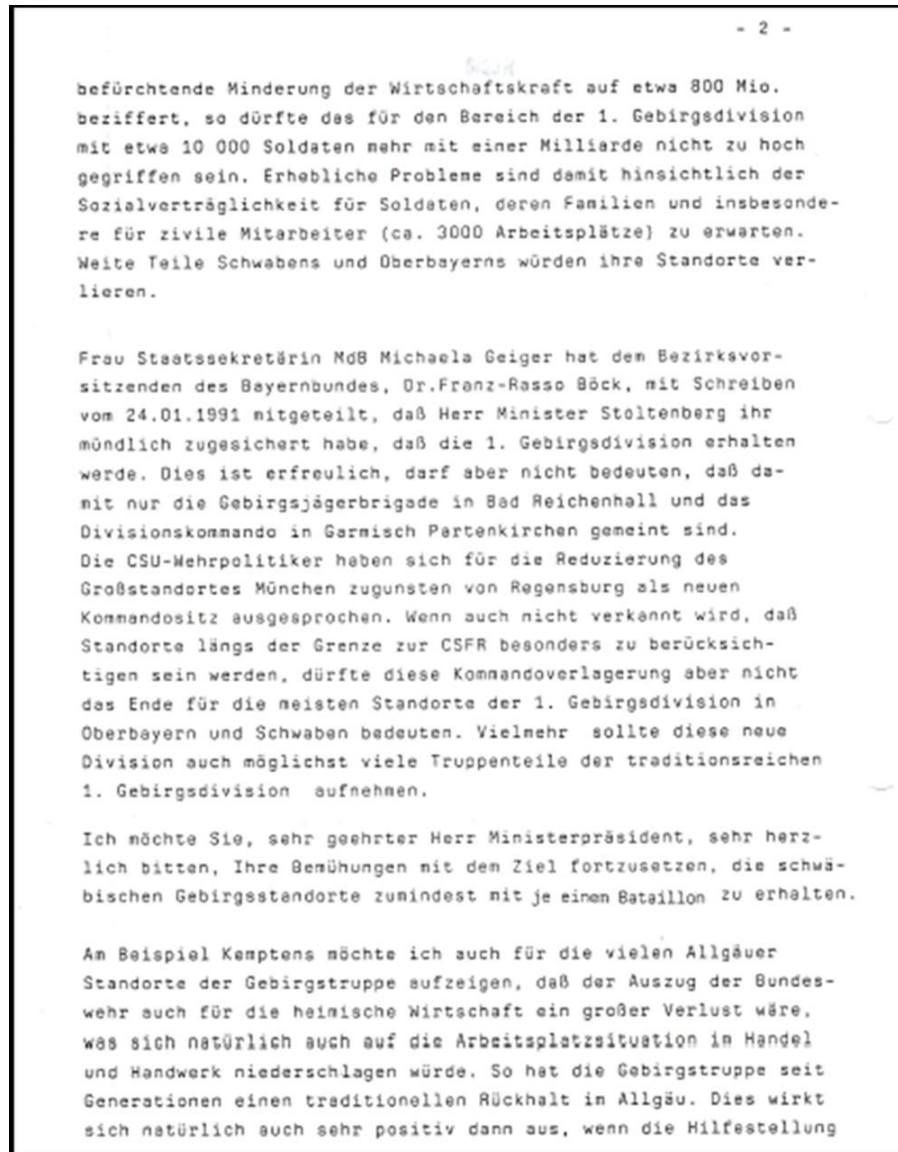 - 2 -
befürchtende Minderung der Wirtschaftskraft auf etwa 800 Mio.
beziffert, so dürfte das für den Bereich der 1. Gebirgsdivision
mit etwa 10 000 Soldaten mehr mit einer Milliarde nicht zu hoch
gegriffen sein. Erhebliche Probleme sind damit hinsichtlich der
Sozialverträglichkeit für Soldaten, deren Familien und insbesonde-
re für zivile Mitarbeiter (ca. 3000 Arbeitsplätze) zu erwarten.
Weite Teile Schwabens und Oberbayerns würden ihre Standorte ver-
lieren.
Frau Staatssekretärin MdB Michaela Geiger hat dem Bezirksvor-
sitzenden des Bayernbundes, Dr.Franz-Rasso Böck, mit Schreiben
vom 24.01.1991 mitgeteilt, daß Herr Minister Stoltenberg ihr
mündlich zugesichert habe, daß die 1. Gebirgsdivision erhalten
werde. Dies ist erfreulich, darf aber nicht bedeuten, daß da-
mit nur die Gebirgsjägerbrigade in Bad Reichenhall und das
Divisionskommando in Garmisch Partenkirchen gemeint sind.
Die CSU-Wehrpolitiker haben sich für die Reduzierung des
Großstandortes München zugunsten von Regensburg als neuen
Kommandositz ausgesprochen. Wenn auch nicht verkannt wird, daß
Standorte längs der Grenze zur CSFR besonders zu berücksich-
tigen sein werden, dürfte diese Kommandoverlagerung aber nicht
das Ende für die meisten Standorte der 1. Gebirgsdivision in
Oberbayern und Schwaben bedeuten. Vielmehr sollte diese neue
Division auch möglichst viele Truppenteile der traditionsreichen
1. Gebirgsdivision aufnehmen.
Ich möchte Sie, sehr geehrter Herr Ministerpräsident, sehr herz-
lich bitten, Ihre Bemühungen mit dem Ziel fortzusetzen, die schwä-
bischen Gebirgsstandorte zumindest mit je einem Bataillon zu erhalten.
Am Beispiel Kemptens möchte ich auch für die vielen Allgäuer
Standorte der Gebirgstruppe aufzeigen, daß der Auszug der Bundes-
wehr auch für die heimische Wirtschaft ein großer Verlust wäre,
was sich natürlich auch auf die Arbeitsplatzsituation in Handel
und Handwerk niederschlagen würde. So hat die Gebirgstruppe seit
Generationen einen traditionellen Rückhalt im Allgäu. Dies wirkt
sich natürlich auch sehr positiv dann aus, wenn die Hilfestellung